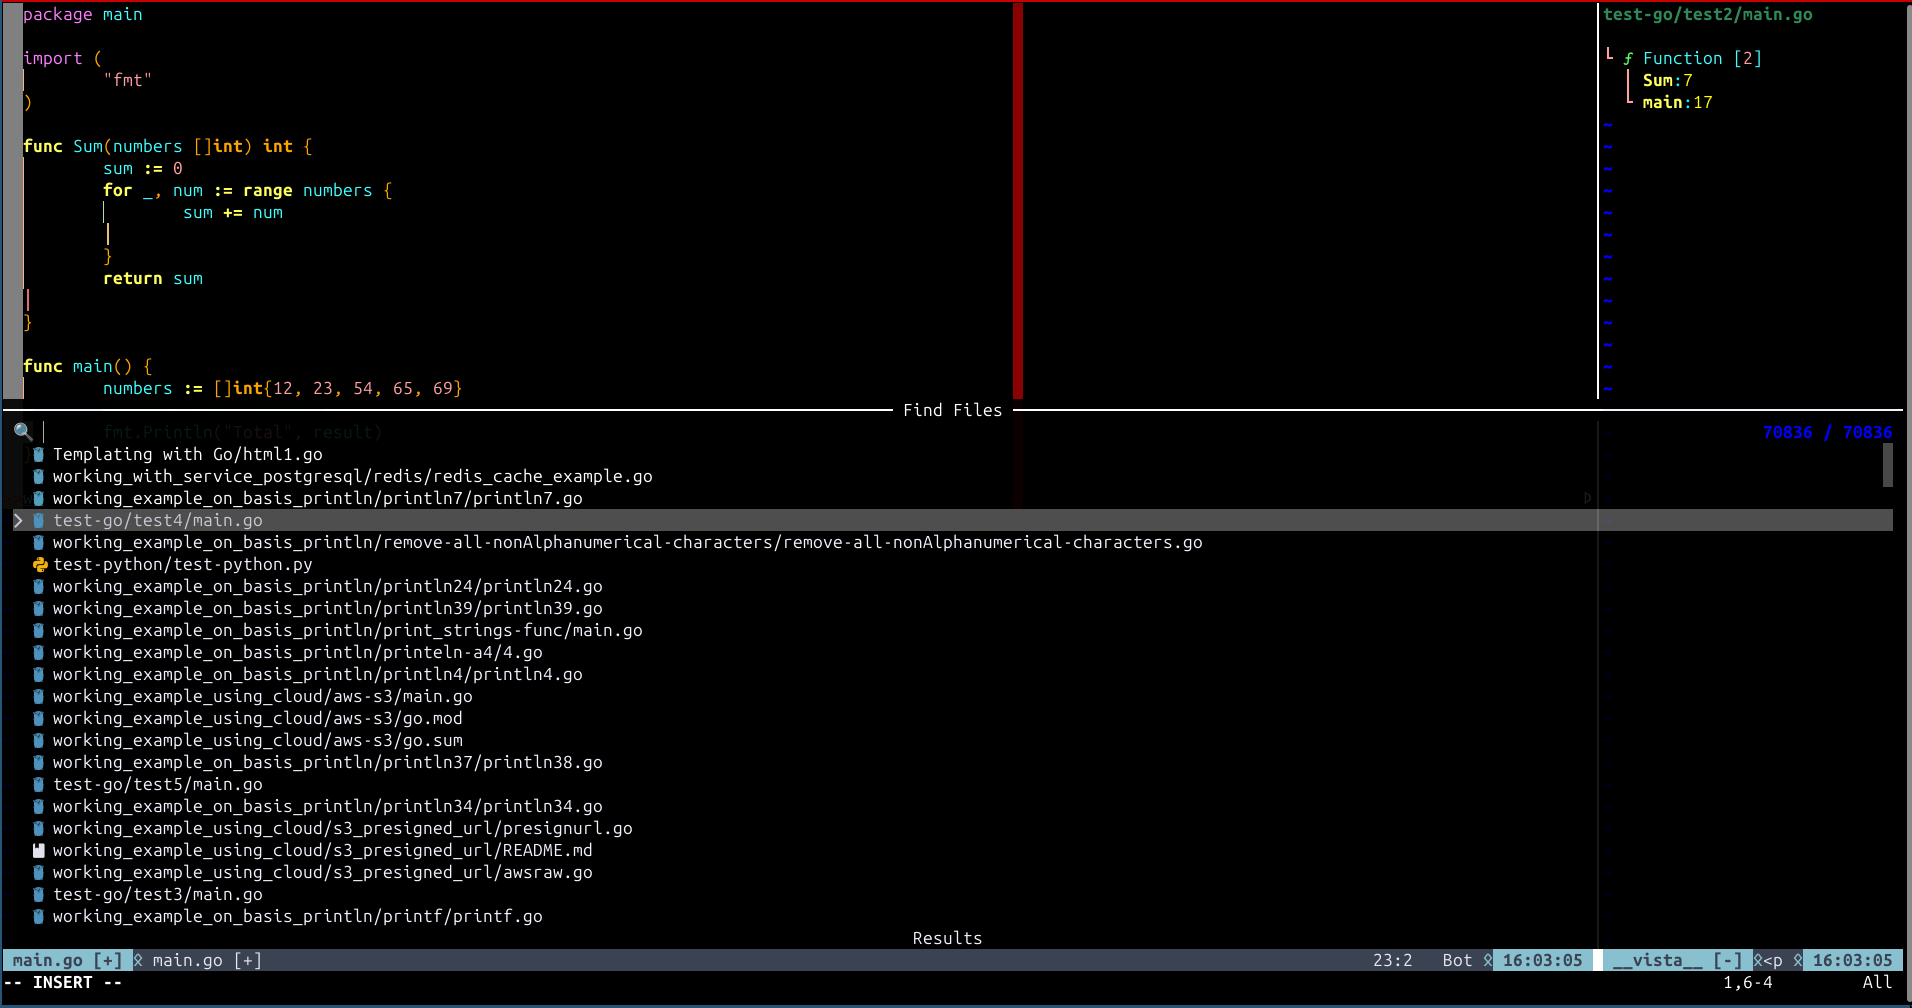 package main
import (
"fmt"
)
func Sum(numbers []int) int {
sum := 0
for _, num := range numbers {
sum += num
}
return sum
}
func main() {
numbers := []int{12, 23, 54, 65, 69}
test-go/test2/main.go
ƒ Function [2]
Sum:7
main:17
~
~
~
~
~
~
~
~
~
~
~
~
~
Find Files
fmt.Println("Total", result)
70836 / 70836
Templating with Go/html1.go
working_with_service_postgresql/redis/redis_cache_example.go
working_example_on_basis_println/println7/println7.go
> test-go/test4/main.go
working_example_on_basis_println/remove-all-nonAlphanumerical-characters/remove-all-nonAlphanumerical-characters.go
test-python/test-python.py
working_example_on_basis_println/println24/println24.go
working_example_on_basis_println/println39/println39.go
working_example_on_basis_println/print_strings-func/main.go
working_example_on_basis_println/printeln-a4/4.go
working_example_on_basis_println/println4/println4.go
working_example_using_cloud/aws-s3/main.go
working_example_using_cloud/aws-s3/go.mod
working_example_using_cloud/aws-s3/go.sum
working_example_on_basis_println/println37/println38.go
test-go/test5/main.go
working_example_on_basis_println/println34/println34.go
working_example_using_cloud/s3_presigned_url/presignurl.go
working_example_using_cloud/s3_presigned_url/README.md
working_example_using_cloud/s3_presigned_url/awsraw.go
test-go/test3/main.go
working_example_on_basis_println/printf/printf.go
Results
main.go [+] ᛟ main.go [+] 23:2 Bot ᛟ 16:03:05 __vista__ [-] ᛟ<p ᛟ 16:03:05
-- INSERT -- 1,6-4 All